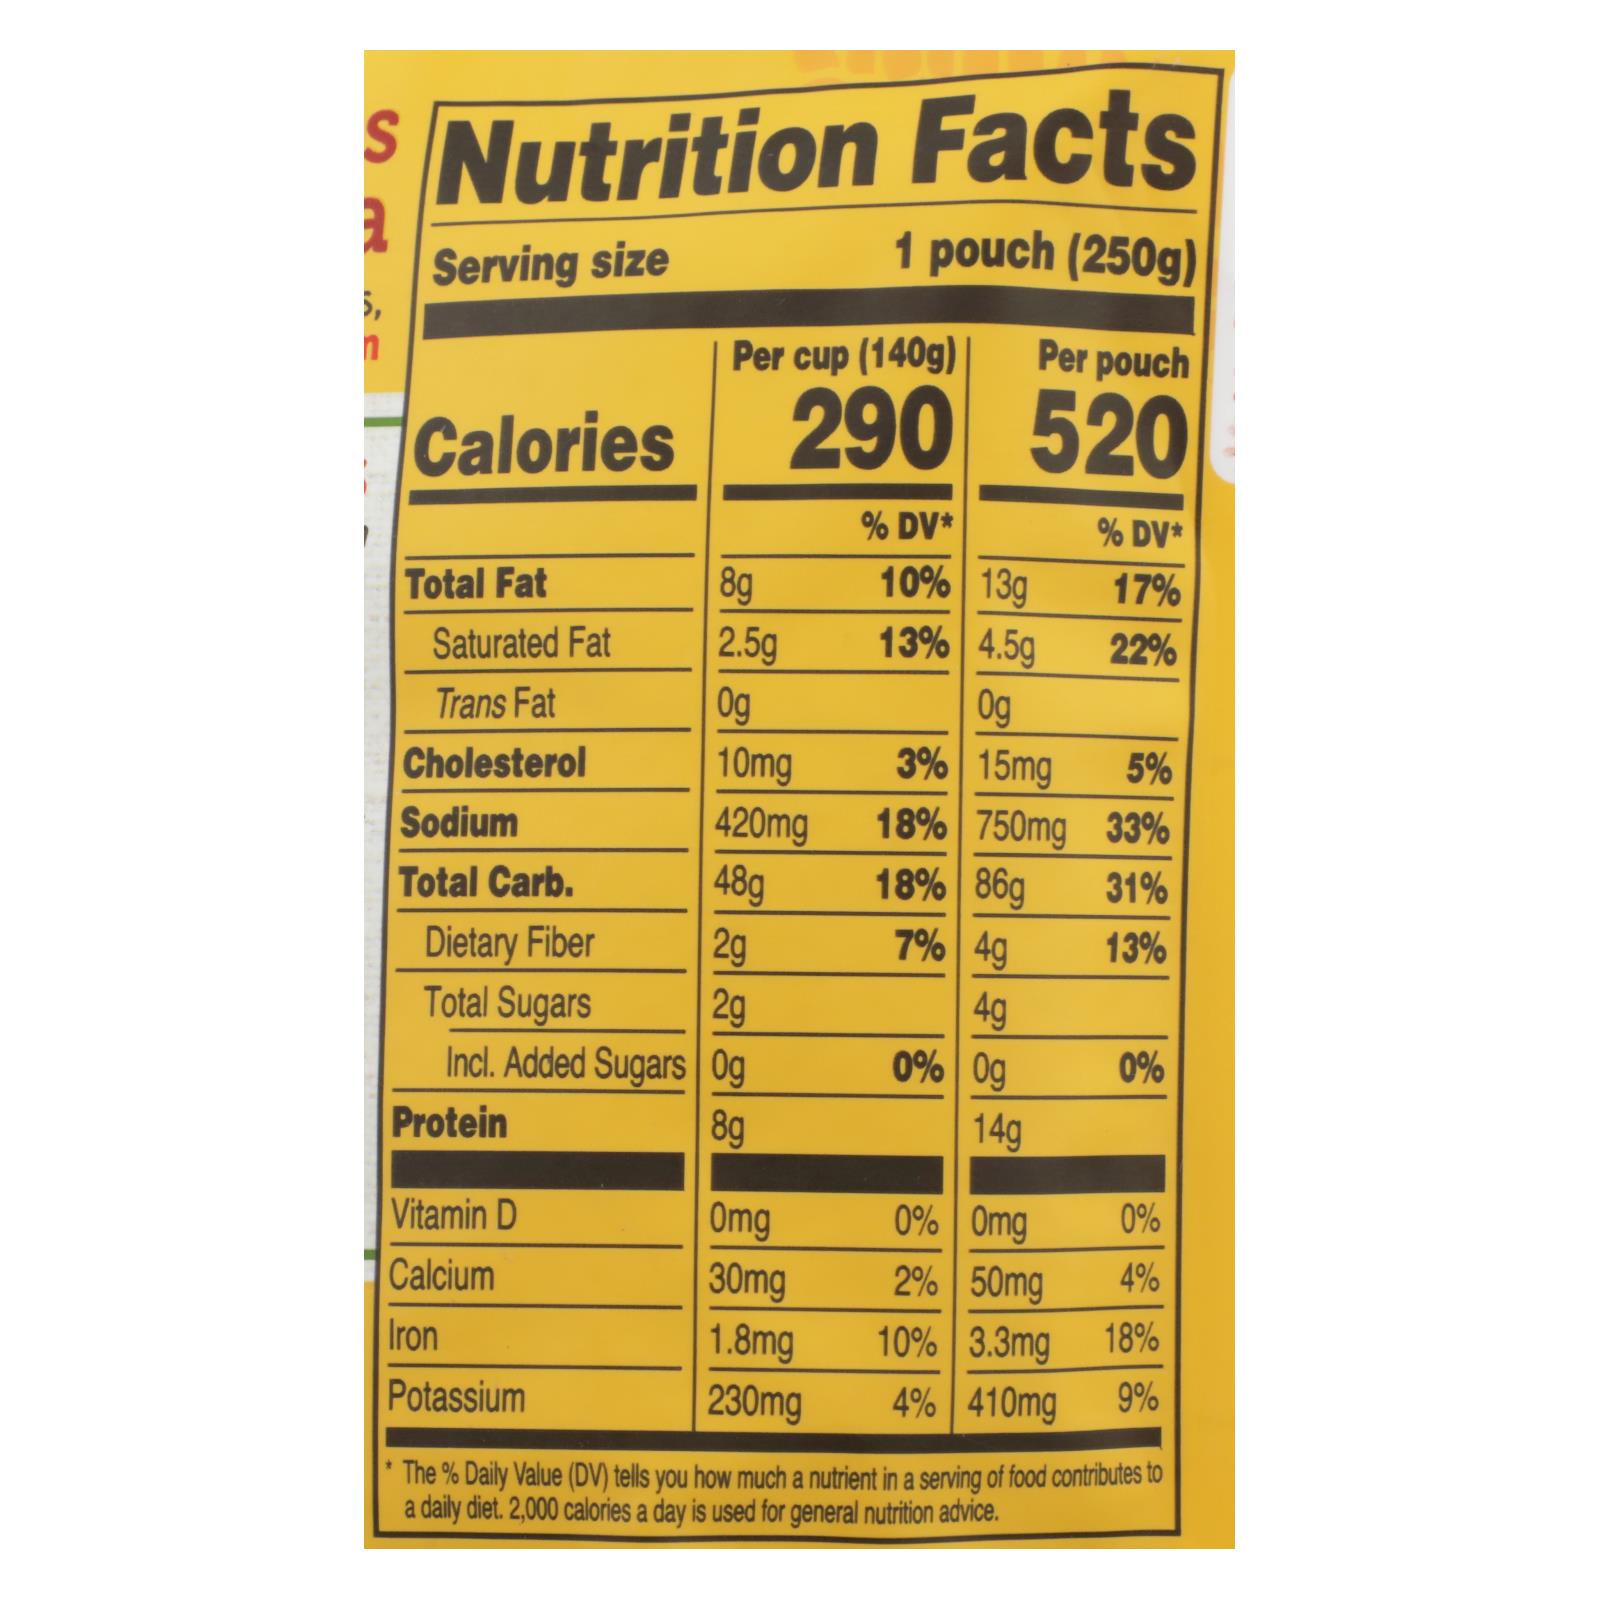 s
a
s,
n
Nutrition Facts
Serving size 1 pouch (250g)
Per cup (140g) Per pouch
Calories 290 520
% DV* % DV*
Total Fat 8g 10% 13g 17%
Saturated Fat 2.5g 13% 4.5g 22%
Trans Fat 0g 0g
Cholesterol 10mg 3% 15mg 5%
Sodium 420mg 18% 750mg 33%
Total Carb. 48g 18% 86g 31%
Dietary Fiber 2g 7% 4g 13%
Total Sugars 2g 4g
Incl. Added Sugars 0g 0% 0g 0%
Protein 8g 14g
Vitamin D 0mg 0% 0mg 0%
Calcium 30mg 2% 50mg 4%
Iron 1.8mg 10% 3.3mg 18%
Potassium 230mg 4% 410mg 9%
* The % Daily Value (DV) tells you how much a nutrient in a serving of food contributes to
a daily diet. 2,000 calories a day is used for general nutrition advice.